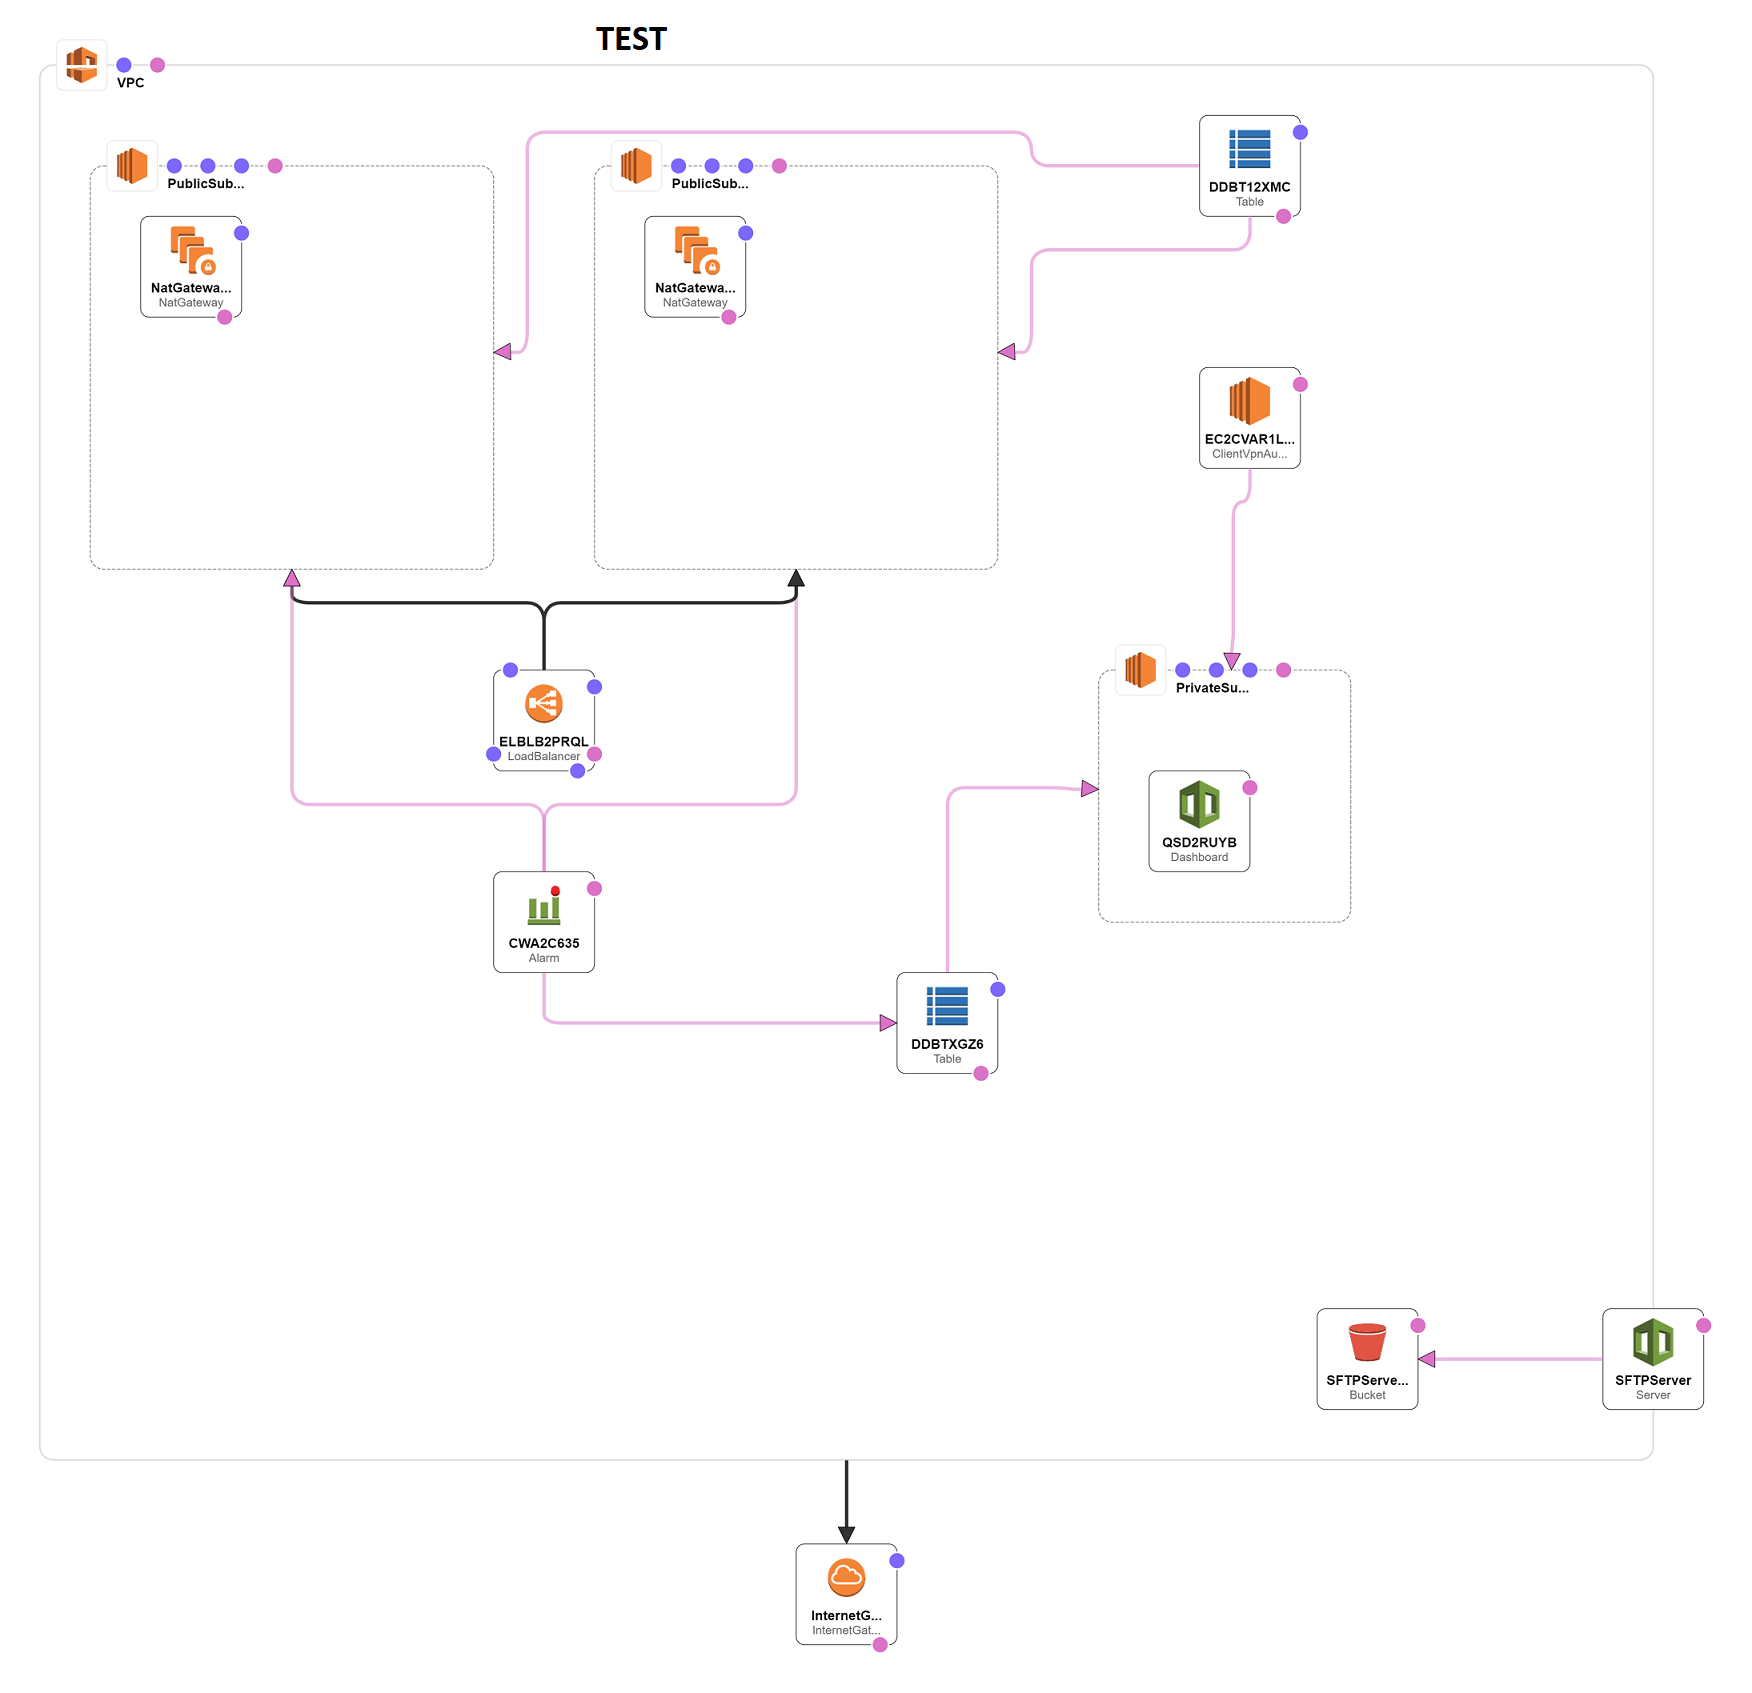 TEST
VPC
PublicSub...
PublicSub...
DDBT12XMC
Table
NatGatewa...
NatGateway
NatGatewa...
NatGateway
EC2CVAR1L...
ClientVpnAu...
PrivateSu...
ELBLB2PRQL
LoadBalancer
QSD2RUYB
Dashboard
CWA2C635
Alarm
DDBTXGZ6
Table
SFTPServe...
Bucket
SFTPServer
Server
InternetG...
InternetGat...